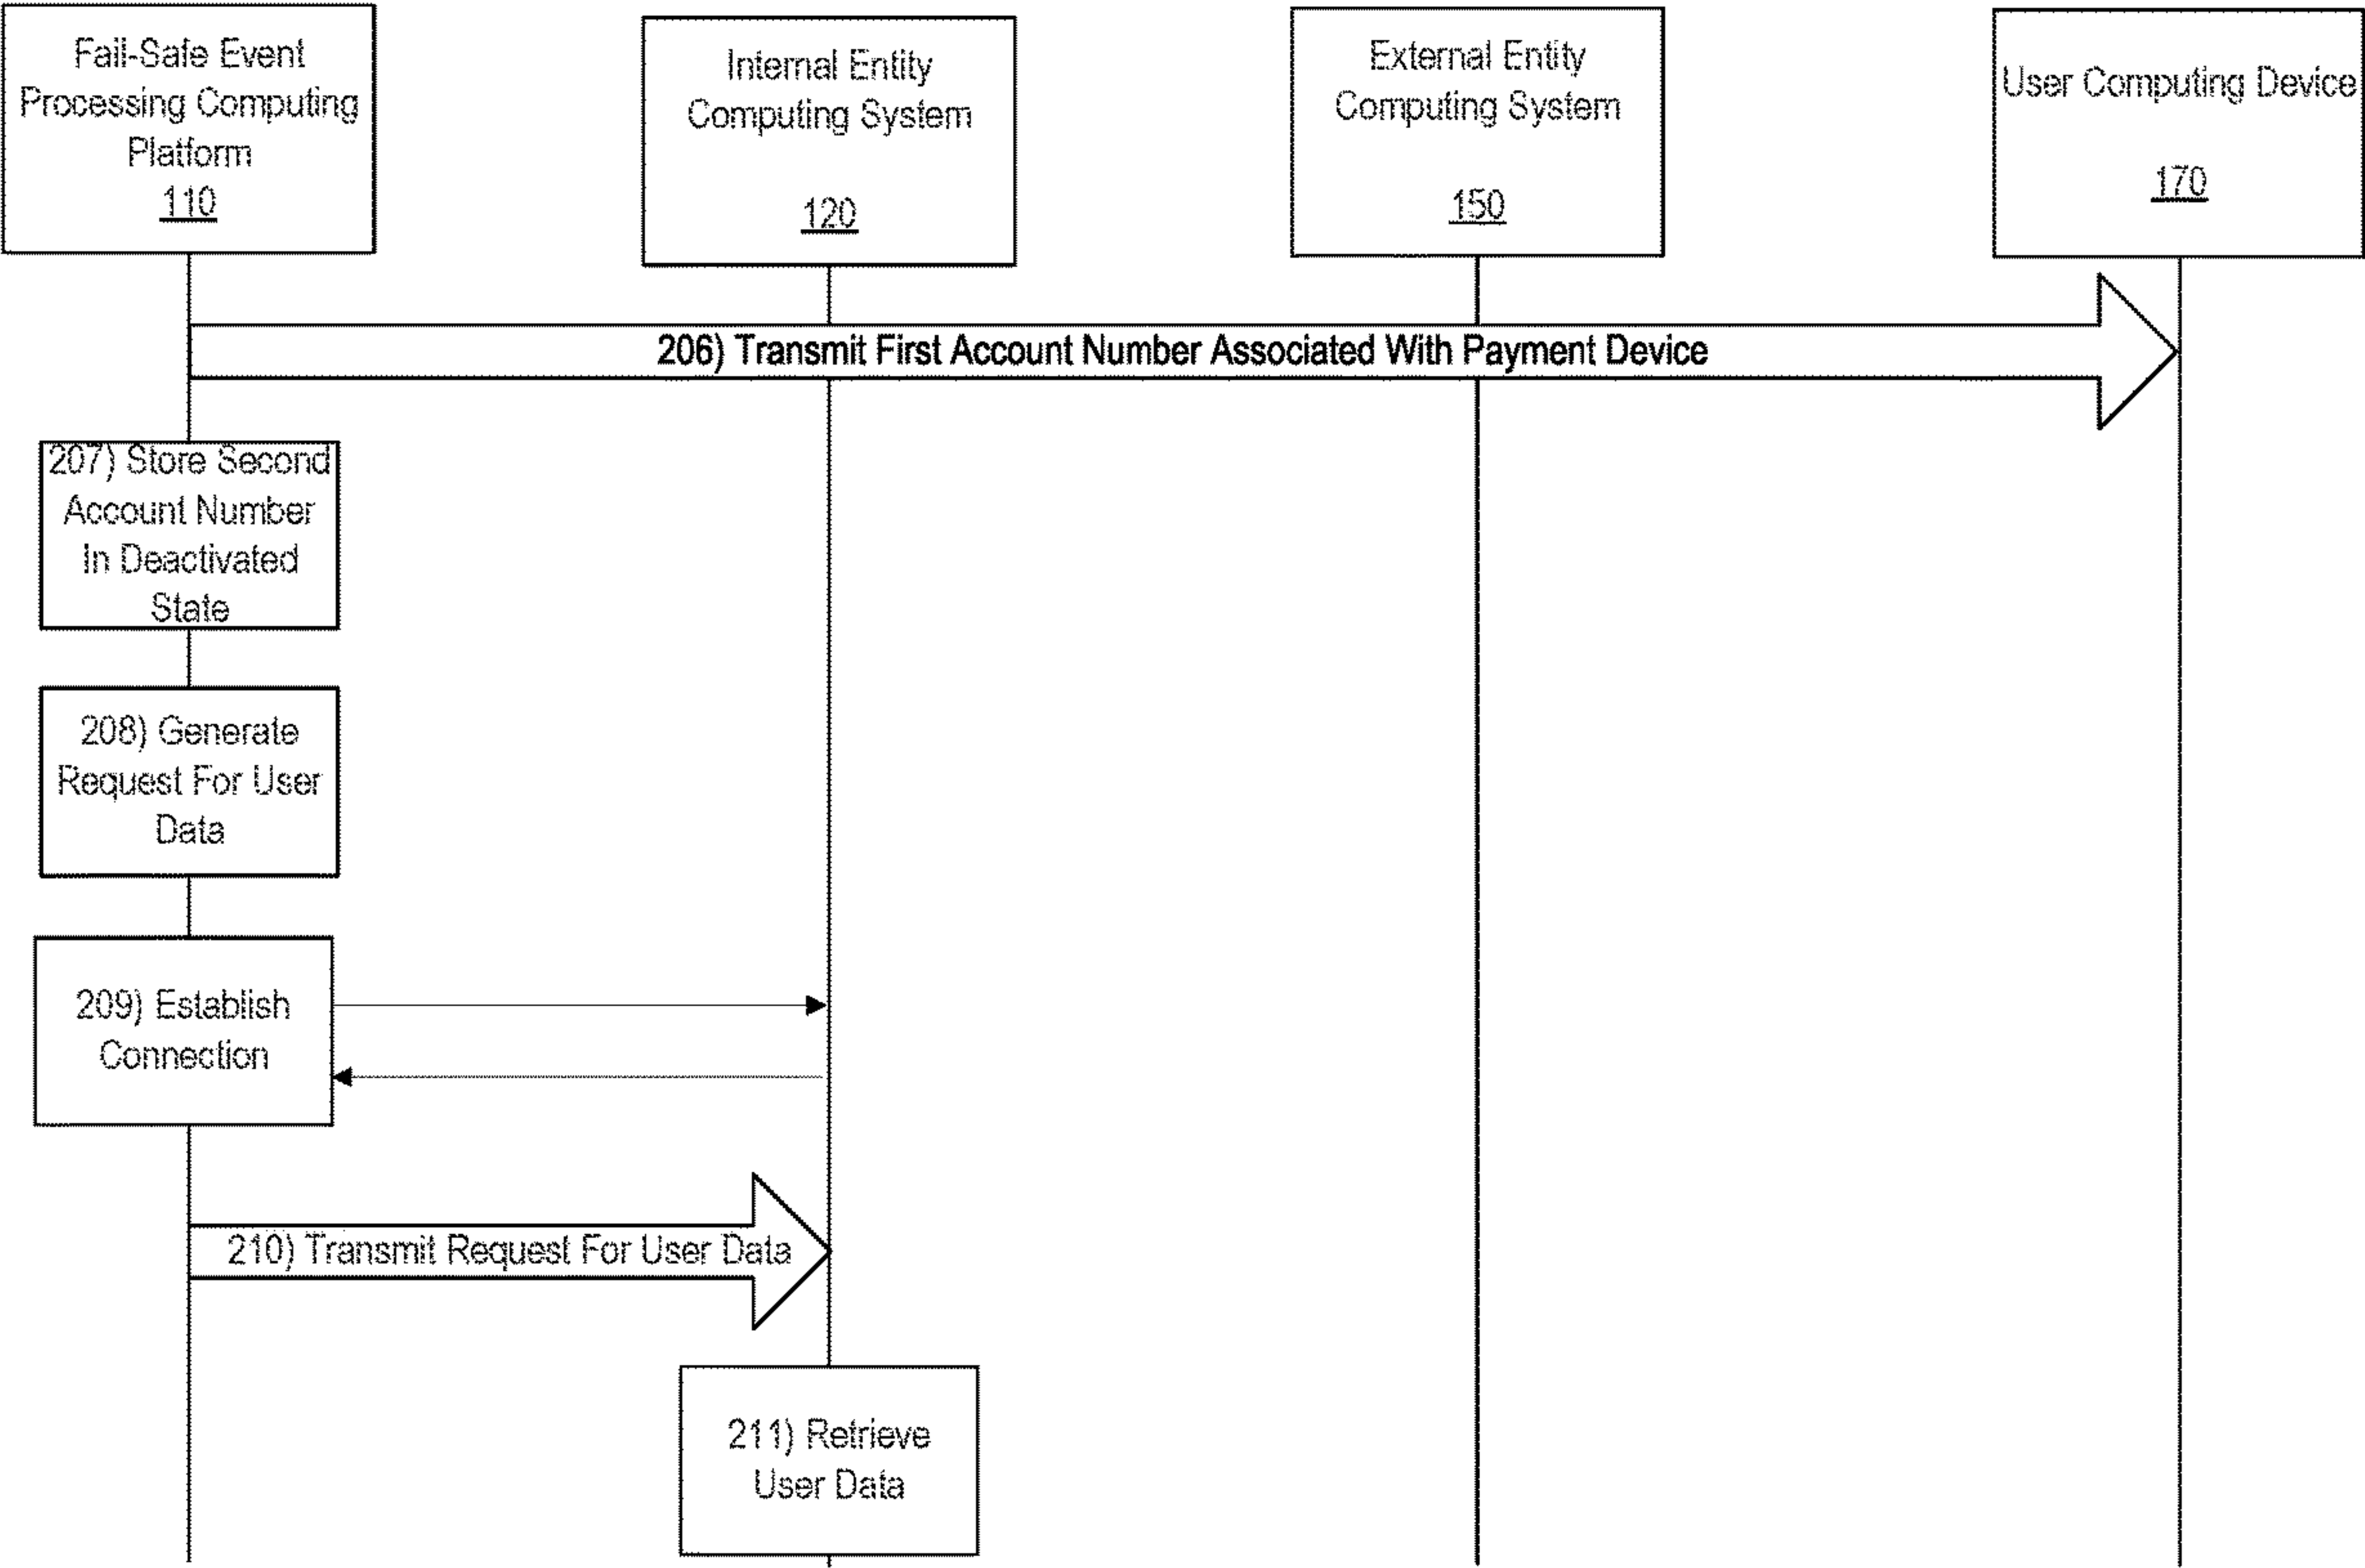 Fail-Safe Event
Processing Computing
Platform
110
Internal Entity
Computing System
120
External Entity
Computing System
150
User Computing Device
170
206) Transmit First Account Number Associated With Payment Device
207) Store Second
Account Number
In Deactivated
State
208) Generate
Request For User
Data
209) Establish
Connection
210) Transmit Request For User Data
211) Retrieve
User Data